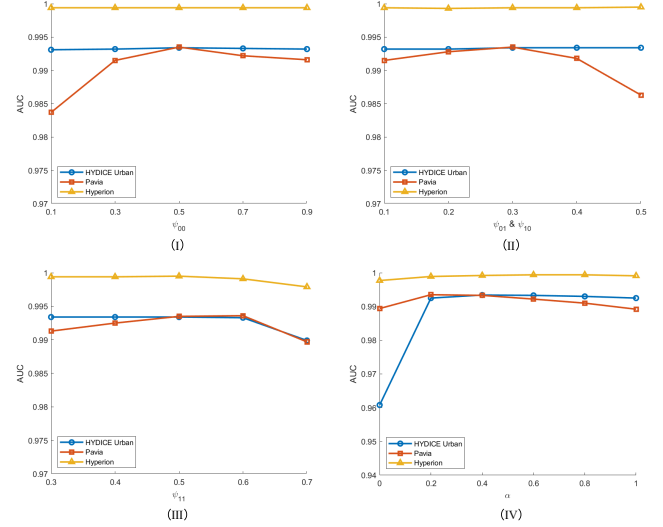 1
0.995
0.99
0.985
0.98
0.975
0.97
AUC
HYDICE Urban
Pavia
Hyperion
0.1 0.3 0.5 0.7 0.9
ψ00
(I)
1
0.995
0.99
0.985
0.98
0.975
0.97
AUC
HYDICE Urban
Pavia
Hyperion
0.1 0.2 0.3 0.4 0.5
ψ01 & ψ10
(II)
1
0.995
0.99
0.985
0.98
0.975
0.97
AUC
HYDICE Urban
Pavia
Hyperion
0.3 0.4 0.5 0.6 0.7
ψ11
(III)
1
0.99
0.98
0.97
0.96
0.95
0.94
AUC
HYDICE Urban
Pavia
Hyperion
0 0.2 0.4 0.6 0.8 1
α
(IV)